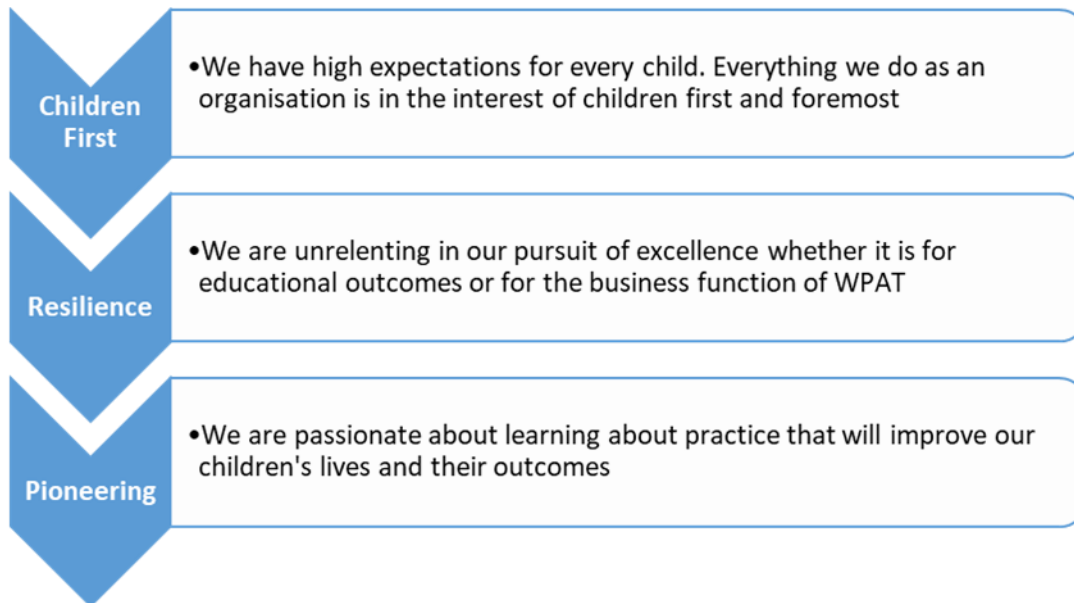 Children
First
•We have high expectations for every child. Everything we do as an
organisation is in the interest of children first and foremost
Resilience
•We are unrelenting in our pursuit of excellence whether it is for
educational outcomes or for the business function of WPAT
Pioneering
•We are passionate about learning about practice that will improve our
children's lives and their outcomes